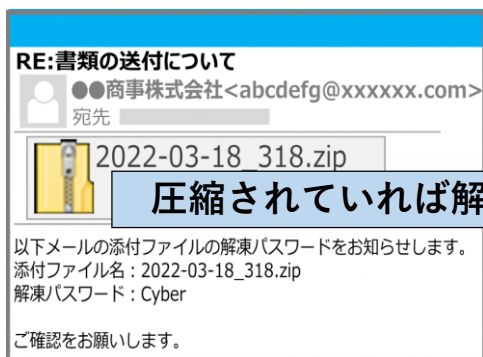 RE:書類の送付について
●●商事株式会社<abcdefg@xxxxxx.com>
宛先
2022-03-18_318.zip
圧縮されていれば解
以下メールの添付ファイルの解凍パスワードをお知らせします。
添付ファイル名:2022-03-18_318.zip
解凍パスワード:Cyber
ご確認をお願いします。